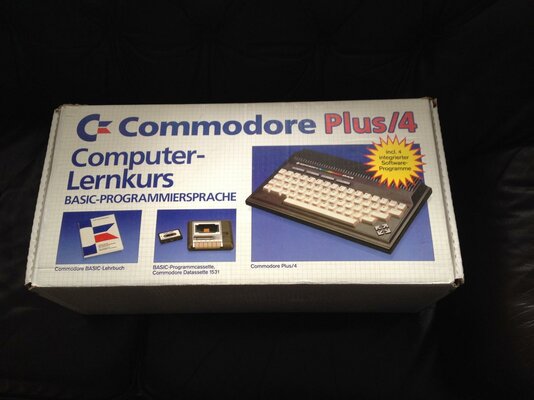 Commodore Plus/4
Computer-
Lernkurs
BASIC-PROGRAMMIERSPRACHE
incl. 4
integrierter
Software-
Programme
Commodore BASIC-Lehrbuch
BASIC-Programmcassette,
Commodore Datassette 1531
Commodore Plus/4